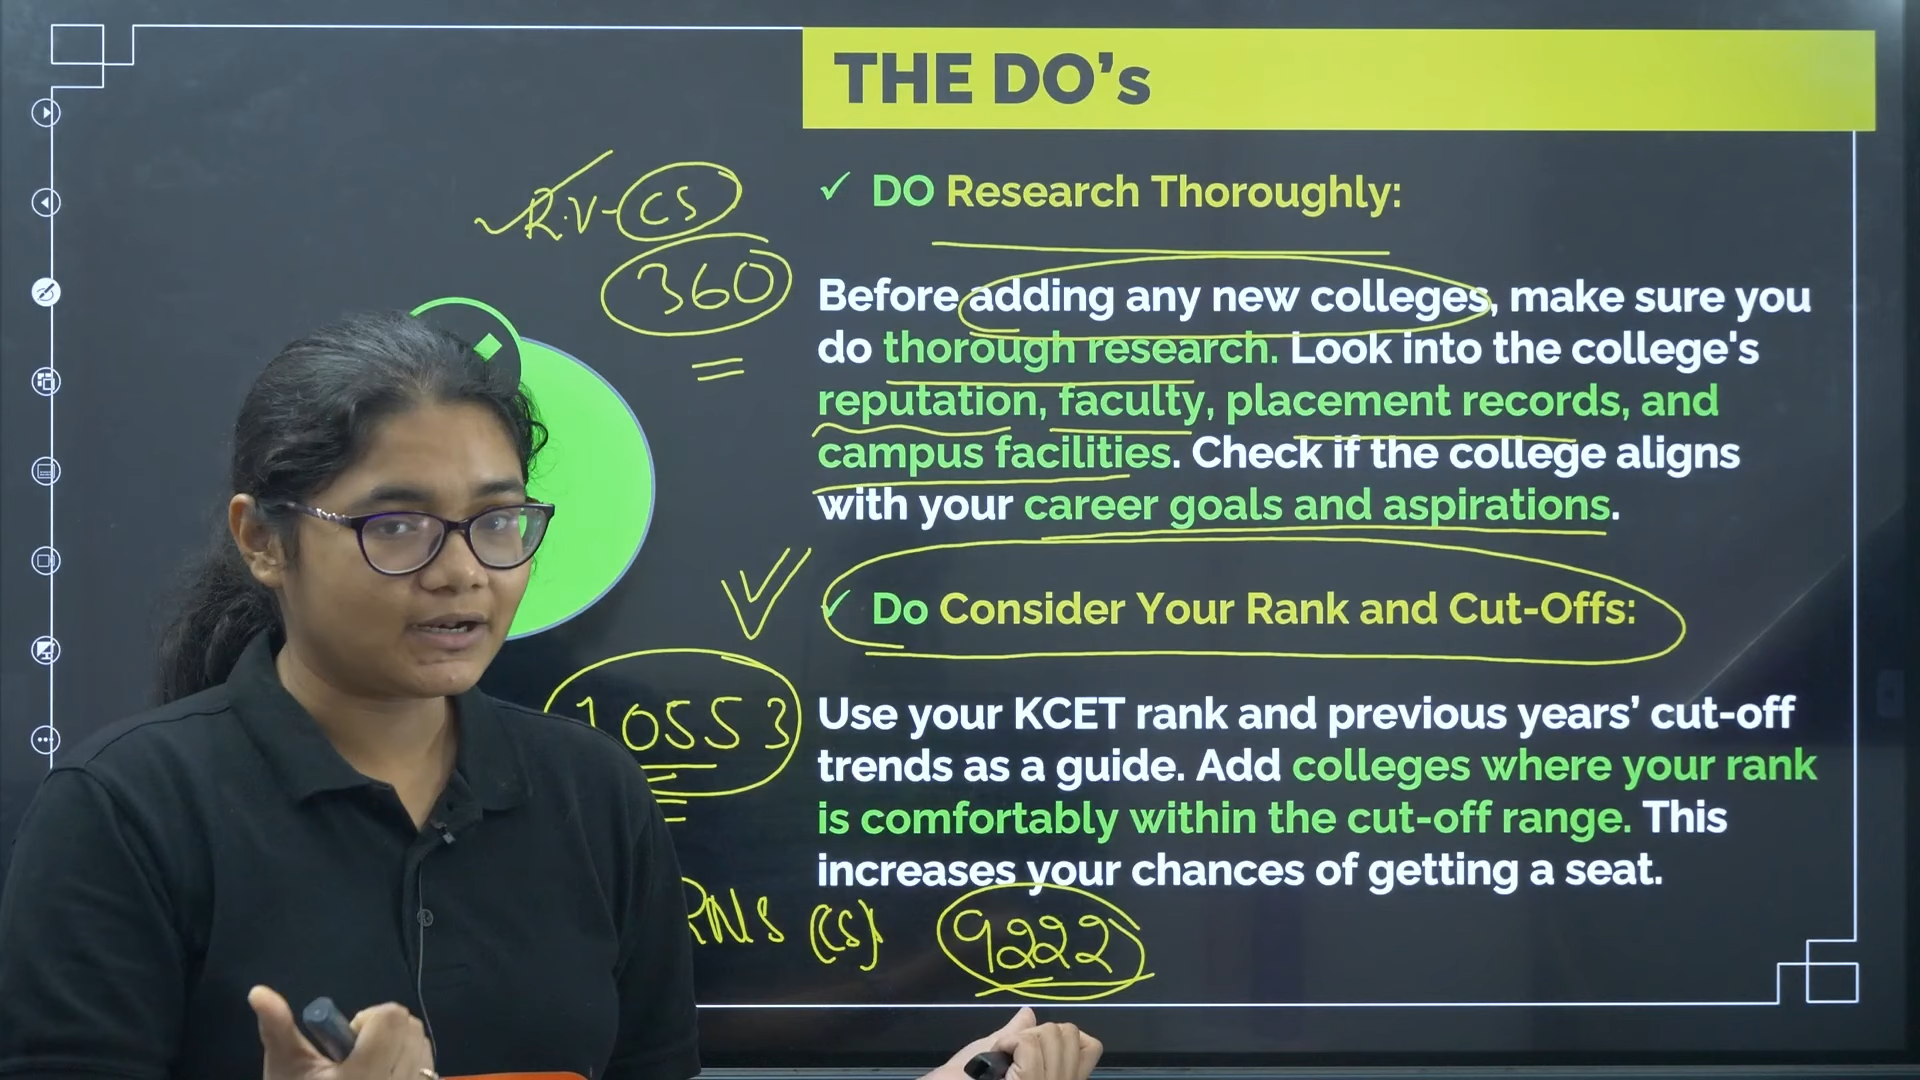 THE DO's
✓ DO Research Thoroughly:
R.V-CS
360
Before adding any new colleges, make sure you
do thorough research. Look into the college's
reputation, faculty, placement records, and
campus facilities. Check if the college aligns
with your career goals and aspirations.
✓ Do Consider Your Rank and Cut-Offs:
10553
Use your KCET rank and previous years’ cut-off
trends as a guide. Add colleges where your rank
is comfortably within the cut-off range. This
increases your chances of getting a seat.
RNS (CS) 9222